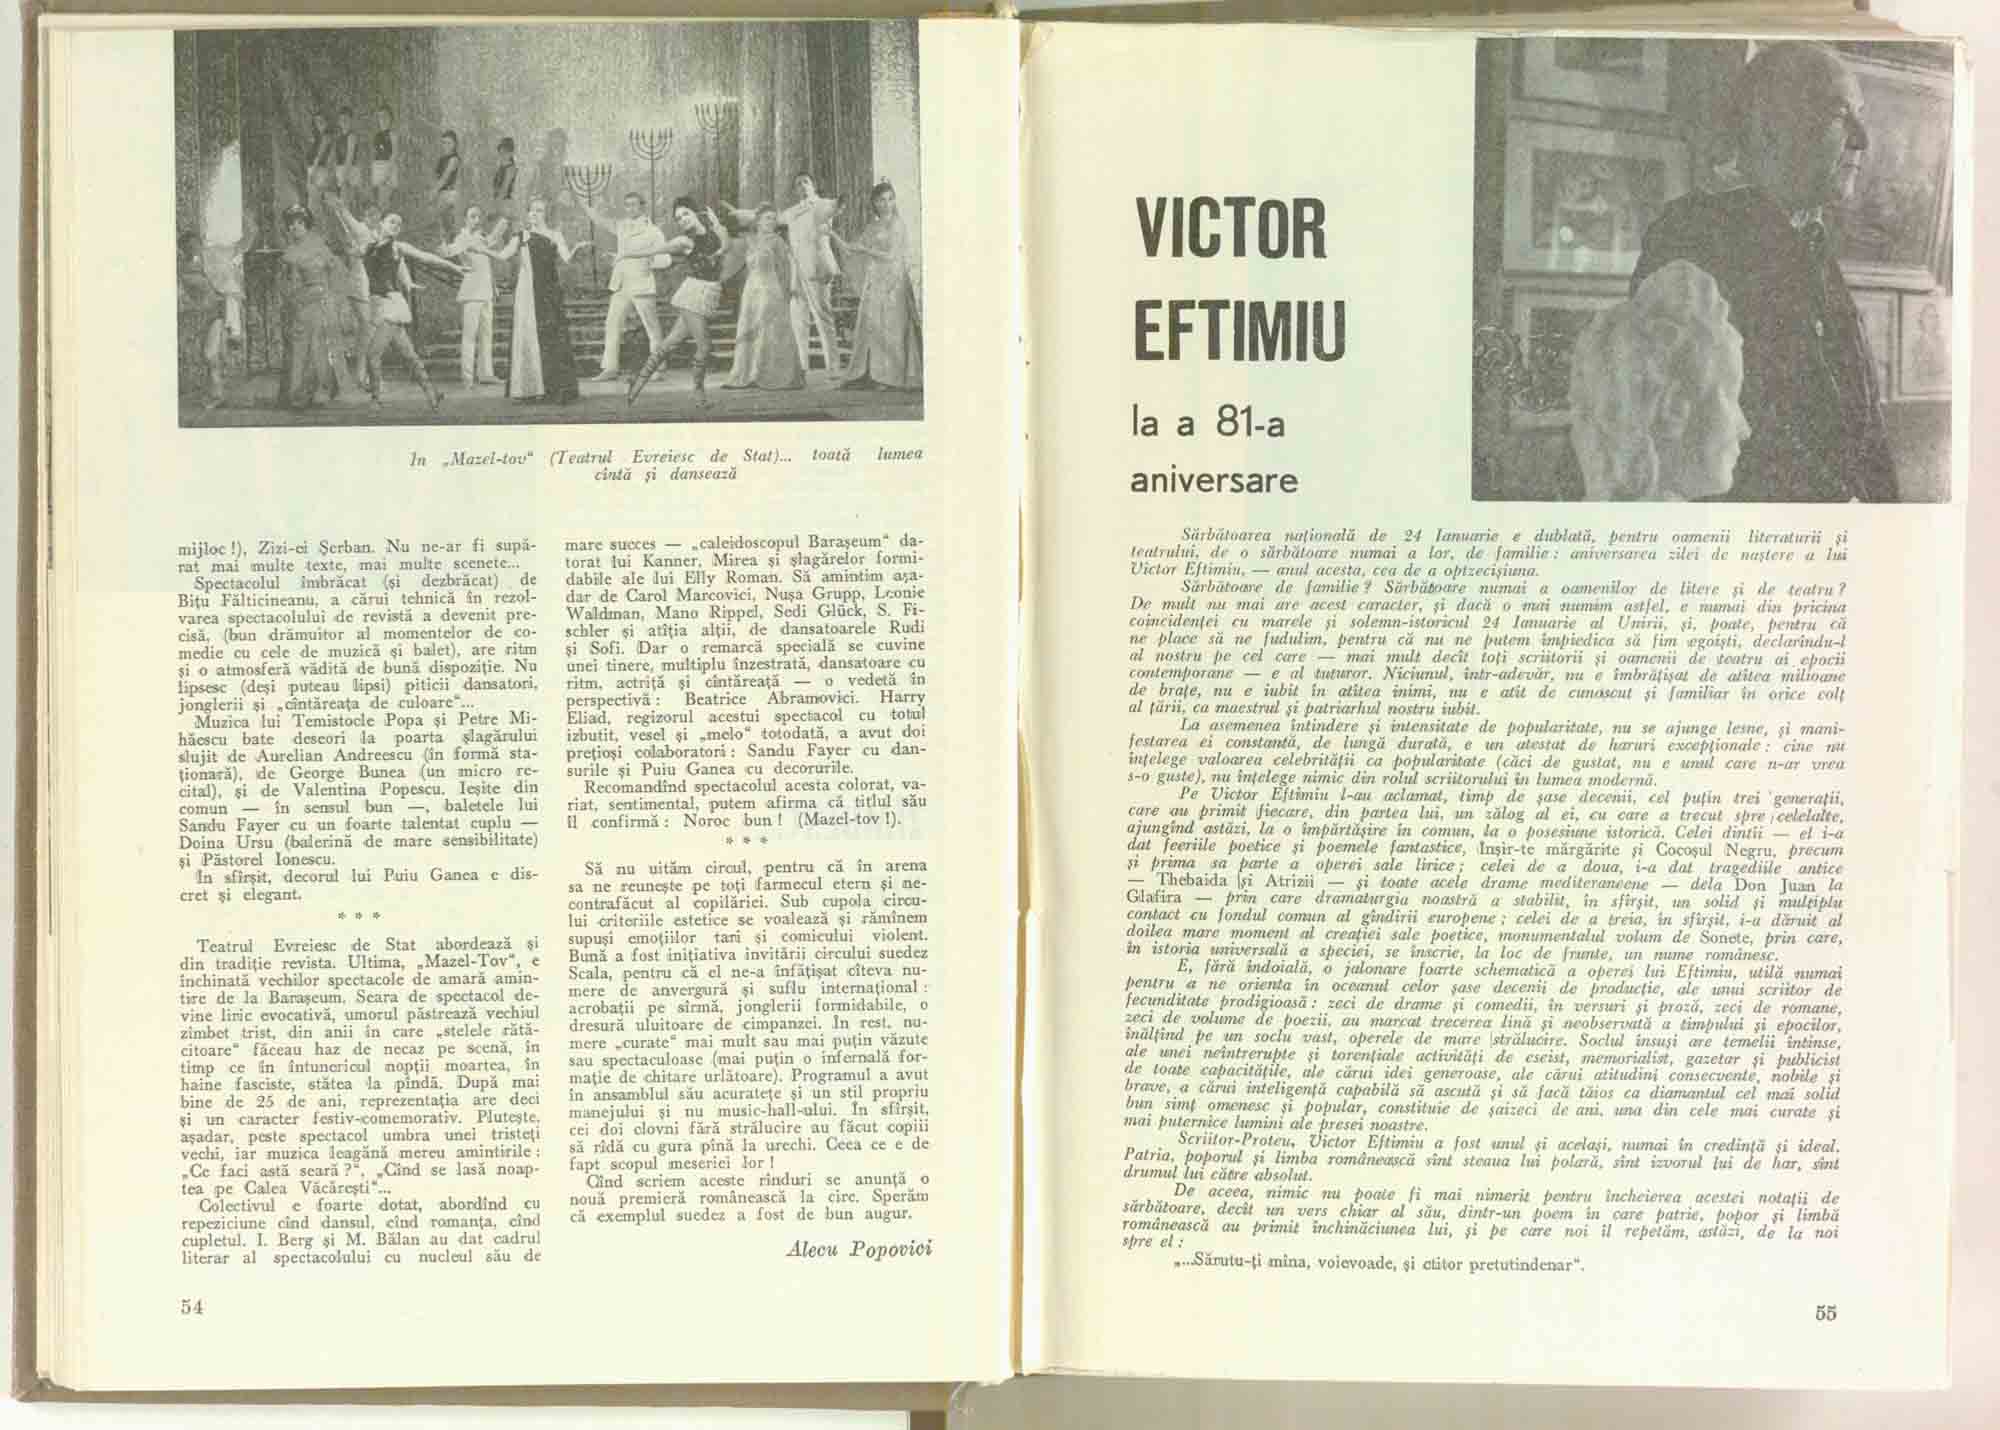 In „Mazel-tov“ (Teatrul Evreiesc de Stat)... toată lumea
cîntă și dansează
mijloc !), Zizi-ci Șerban. Nu ne-ar fi supă-
rat mai multe texte, mai multe scenete...
Spectacolul îmbrăcat (și dezbrăcat) de
Bițu Fălticineanu, a cărui tehnică în rezol-
varea spectacolului de revistă a devenit pre-
cisă, (bun drămuitor al momentelor de co-
medie cu cele de muzică și balet), are ritm
și o atmosferă vădită de bună dispoziție. Nu
lipsesc (deși puteau lipsi) piticii dansatori,
jonglerii și „cîntăreața de culoare“...
Muzica lui Temistocle Popa și Petre Mi-
hăescu bate deseori la poarta șlagărului
slujit de Aurelian Andreescu (în formă sta-
ționară), de George Bunea (un micro re-
cital), și de Valentina Popescu. Ieșite din
comun — în sensul bun —, baletele lui
Sandu Fayer cu un foarte talentat cuplu —
Doina Ursu (balerină de mare sensibilitate)
și Păstorel Ionescu.
În sfîrșit, decorul lui Puiu Ganea e dis-
cret și elegant.
* * *
Teatrul Evreiesc de Stat abordează și
din tradiție revista. Ultima, „Mazel-Tov“, e
închinată vechilor spectacole de amară amin-
tire de la Barașeum. Seara de spectacol de-
vine liric evocativă, umorul păstrează vechiul
zîmbet trist, din anii în care „stelele rătă-
citoare“ făceau haz de necaz pe scenă, în
timp ce în întunericul nopții moartea, în
haine fasciste, stătea la pîndă. După mai
bine de 25 de ani, reprezentația are deci
și un caracter festiv-comemorativ. Plutește,
așadar, peste spectacol umbra unei tristeți
vechi, iar muzica leagănă mereu amintirile :
„Ce faci astă seară ?“, „Cînd se lasă noap-
tea pe Calea Văcărești“...
Colectivul e foarte dotat, abordînd cu
repeziciune cînd dansul, cînd romanța, cînd
cupletul. I. Berg și M. Bălan au dat cadrul
literar al spectacolului cu nucleul său de
mare succes — „caleidoscopul Barașeum“ da-
torat lui Kanner, Mirea și șlagărelor formi-
dabile ale lui Elly Roman. Să amintim așa-
dar de Carol Marcovici, Nușa Grupp, Leonie
Waldman, Mano Rippel, Sedi Glück, S. Fi-
schler și atîția alții, de dansatoarele Rudi
și Sofi. Dar o remarcă specială se cuvine
unei tinere, multiplu înzestrată, dansatoare cu
ritm, actriță și cîntăreață — o vedetă în
perspectivă : Beatrice Abramovici. Harry
Eliad, regizorul acestui spectacol cu totul
izbutit, vesel și „melo“ totodată, a avut doi
prețioși colaboratori : Sandu Fayer cu dan-
surile și Puiu Ganea cu decorurile.
Recomandînd spectacolul acesta colorat, va-
riat, sentimental, putem afirma că titlul său
îl confirmă : Noroc bun ! (Mazel-tov !).
* * *
Să nu uităm circul, pentru că în arena
sa ne reunește pe toți farmecul etern și ne-
contrafăcut al copilăriei. Sub cupola circu-
lui criteriile estetice se voalează și rămînem
supuși emoțiilor tari și comicului violent.
Bună a fost inițiativa invitării circului suedez
Scala, pentru că el ne-a înfățișat cîteva nu-
mere de anvergură și suflu internațional :
acrobații pe sîrmă, jonglerii formidabile, o
dresură uluitoare de cimpanzei. În rest, nu-
mere „curate“ mai mult sau mai puțin văzute
sau spectaculoase (mai puțin o infernală for-
mație de chitare urlătoare). Programul a avut
în ansamblul său acuratețe și un stil propriu
manejului și nu music-hall-ului. În sfîrșit,
cei doi clovni fără strălucire au făcut copiii
să rîdă cu gura pînă la urechi. Ceea ce e de
fapt scopul meseriei lor !
Cînd scriem aceste rînduri se anunță o
nouă premieră românească la circ. Sperăm
că exemplul suedez a fost de bun augur.
Alecu Popovici
54
VICTOR
EFTIMIU
la a 81-a
aniversare
Sărbătoarea națională de 24 Ianuarie e dublată, pentru oamenii literaturii și
teatrului, de o sărbătoare numai a lor, de familie : aniversarea zilei de naștere a lui
Victor Eftimiu, — anul acesta, cea de a optzecișiuna.
Sărbătoare de familie ? Sărbătoare numai a oamenilor de litere și de teatru ?
De mult nu mai are acest caracter, și dacă o mai numim astfel, e numai din pricina
coincidenței cu marele și solemn-istoricul 24 Ianuarie al Unirii, și, poate, pentru că
ne place să ne fudulim, pentru că nu ne putem împiedica să fim egoiști, declarîndu-l
al nostru pe cel care — mai mult decît toți scriitorii și oamenii de teatru ai epocii
contemporane — e al tuturor. Niciunul, într-adevăr, nu e îmbrățișat de atîtea milioane
de brațe, nu e iubit în atîtea inimi, nu e atît de cunoscut și familiar în orice colț
al țării, ca maestrul și patriarhul nostru iubit.
La asemenea întindere și intensitate de popularitate, nu se ajunge lesne, și mani-
festarea ei constantă, de lungă durată, e un atestat de haruri excepționale : cine nu
înțelege valoarea celebrității ca popularitate (căci de gustat, nu e unul care n-ar vrea
s-o guste), nu înțelege nimic din rolul scriitorului în lumea modernă.
Pe Victor Eftimiu l-au aclamat, timp de șase decenii, cel puțin trei generații,
care au primit fiecare, din partea lui, un zălog al ei, cu care a trecut spre celelalte,
ajungînd astăzi, la o împărtășire în comun, la o posesiune istorică. Celei dintîi — el i-a
dat feeriile poetice și poemele fantastice, Înșir-te mărgărite și Cocoșul Negru, precum
și prima sa parte a operei sale lirice ; celei de a doua, i-a dat tragediile antice
— Thebaida și Atrizii — și toate acele drame mediteraneene — dela Don Juan la
Glafira — prin care dramaturgia noastră a stabilit, în sfîrșit, un solid și multiplu
contact cu fondul comun al gîndirii europene ; celei de a treia, în sfîrșit, i-a dăruit al
doilea mare moment al creației sale poetice, monumentalul volum de Sonete, prin care,
în istoria universală a speciei, se înscrie, la loc de frunte, un nume românesc.
E, fără îndoială, o jalonare foarte schematică a operei lui Eftimiu, utilă numai
pentru a ne orienta în oceanul celor șase decenii de producție, ale unui scriitor de
fecunditate prodigioasă : zeci de drame și comedii, în versuri și proză, zeci de romane,
zeci de volume de poezii, au marcat trecerea lină și neobservată a timpului și epocilor,
înălțînd pe un soclu vast, operele de mare strălucire. Soclul însuși are temelii întinse,
ale unei neîntrerupte și torențiale activități de eseist, memorialist, gazetar și publicist
de toate capacitățile, ale cărui idei generoase, ale cărui atitudini consecvente, nobile și
brave, a cărui inteligență capabilă să ascută și să facă tăios ca diamantul cel mai solid
bun simț omenesc și popular, constituie de șaizeci de ani, una din cele mai curate și
mai puternice lumini ale presei noastre.
Scriitor-Proteu, Victor Eftimiu a fost unul și același, numai în credință și ideal.
Patria, poporul și limba românească sînt steaua lui polară, sînt izvorul lui de har, sînt
drumul lui către absolut.
De aceea, nimic nu poate fi mai nimerit pentru încheierea acestei notații de
sărbătoare, decît un vers chiar al său, dintr-un poem în care patrie, popor și limbă
românească au primit închinăciunea lui, și pe care noi îl repetăm, astăzi, de la noi
spre el :
„...Sărutu-ți mîna, voievoade, și ctitor pretutindenar“.
55